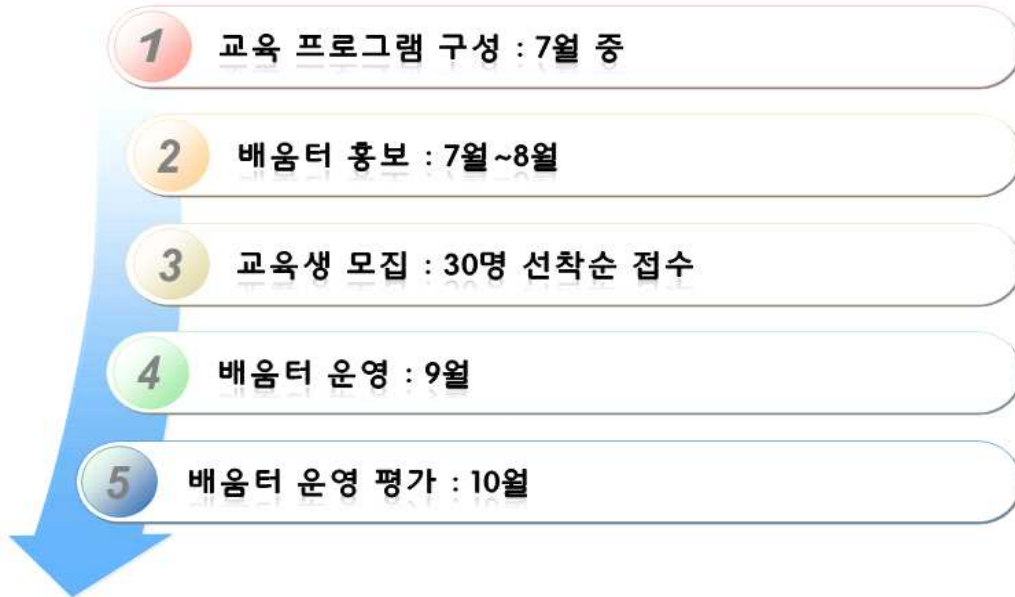 1 교육 프로그램 구성 : 7월 중
2 배움터 홍보 : 7월~8월
3 교육생 모집 : 30명 선착순 접수
4 배움터 운영 : 9월
5 배움터 운영 평가 : 10월